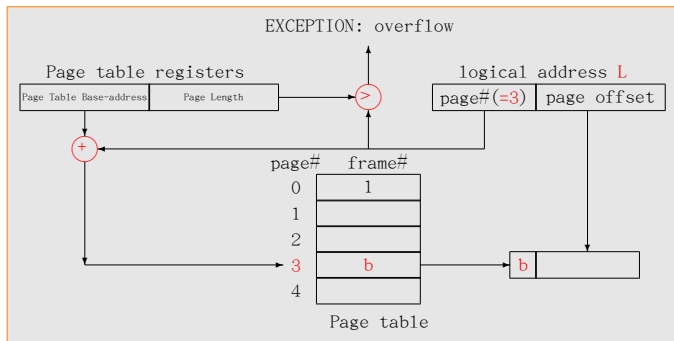 EXCEPTION: overflow
Page table registers
logical address L
Page Table Base-address
Page Length
>
page#(=3)
page offset
+
page#
frame#
0
1
1
2
3
b
b
4
Page table